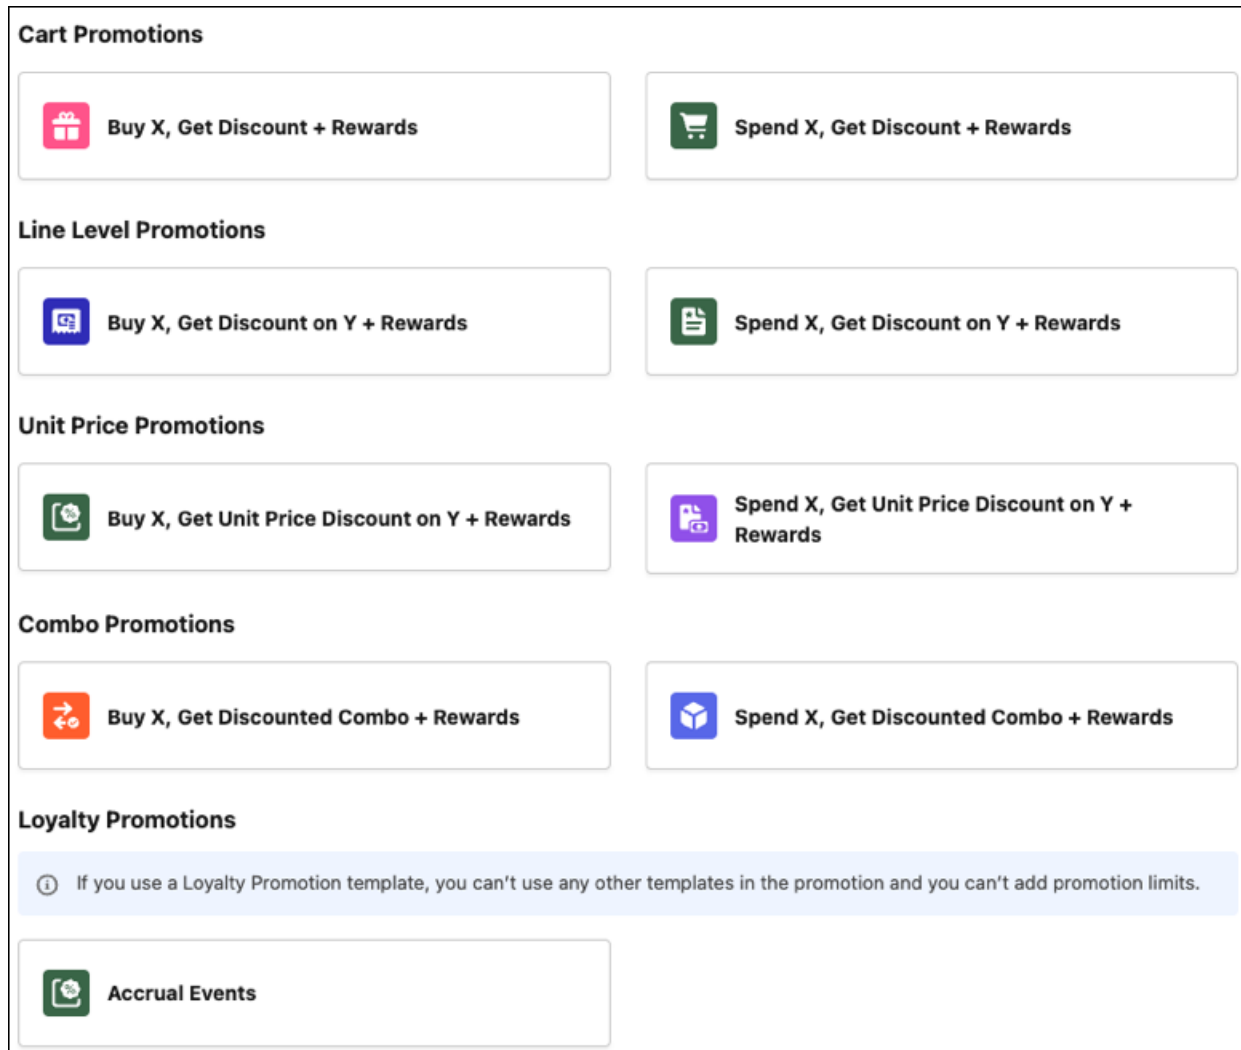 Cart Promotions
Buy X, Get Discount + Rewards
Spend X, Get Discount + Rewards
Line Level Promotions
Buy X, Get Discount on Y + Rewards
Spend X, Get Discount on Y + Rewards
Unit Price Promotions
Buy X, Get Unit Price Discount on Y + Rewards
Spend X, Get Unit Price Discount on Y +
Rewards
Combo Promotions
Buy X, Get Discounted Combo + Rewards
Spend X, Get Discounted Combo + Rewards
Loyalty Promotions
If you use a Loyalty Promotion template, you can’t use any other templates in the promotion and you can’t add promotion limits.
Accrual Events